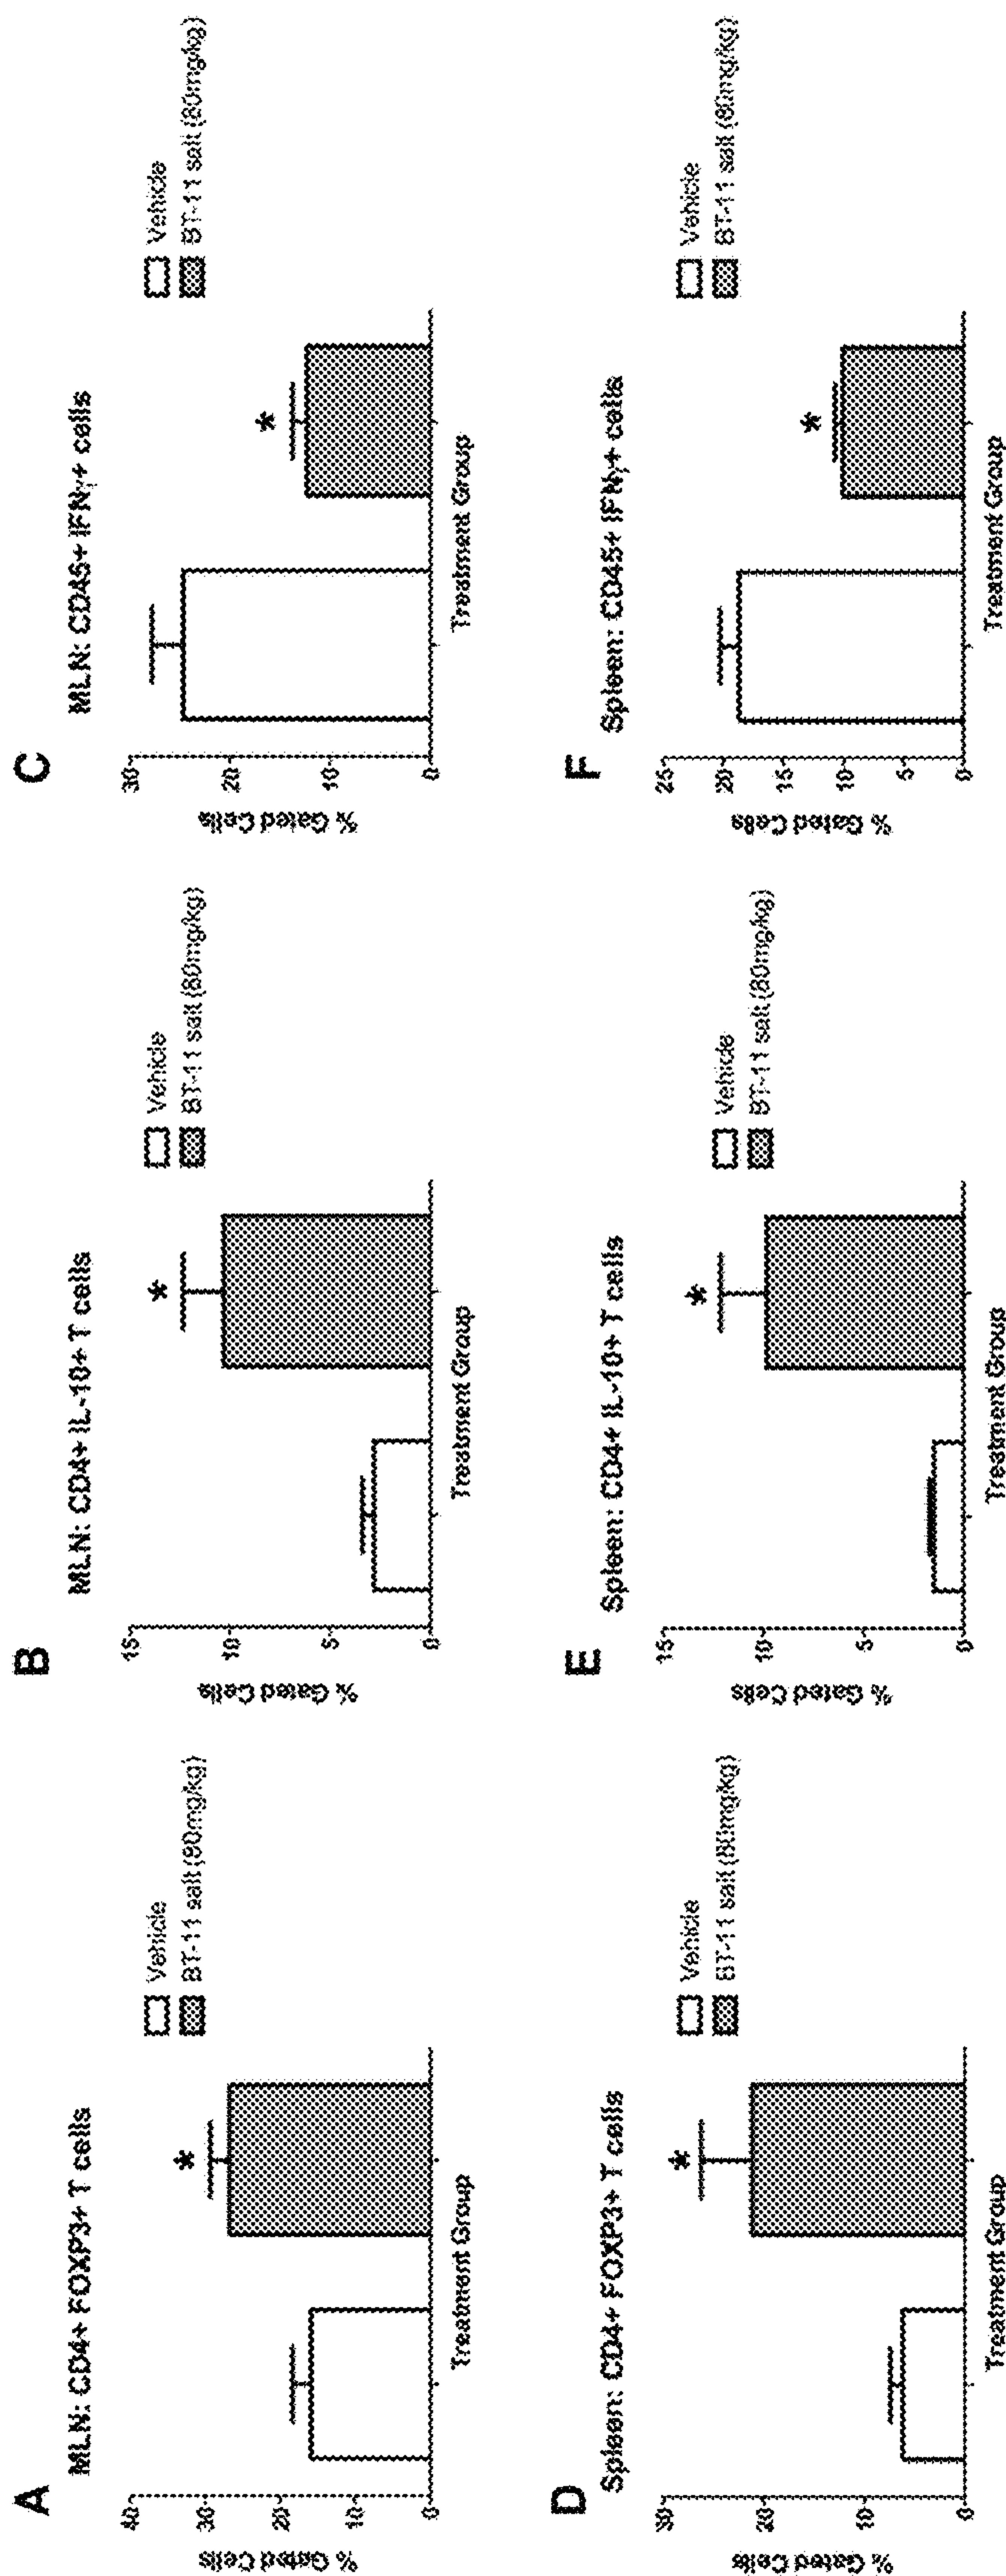 A
MLN: CD4+ FOXP3+ T cells
% Gated Cells
40
30
20
10
0
Treatment Group
Vehicle
BT-11 salt (80mg/kg)
B
MLN: CD4+ IL-10+ T cells
% Gated Cells
15
10
5
0
*
Treatment Group
Vehicle
BT-11 salt (80mg/kg)
C
MLN: CD45+ IFNγ+ cells
% Gated Cells
30
20
10
0
*
Treatment Group
Vehicle
BT-11 salt (80mg/kg)
D
Spleen: CD4+ FOXP3+ T cells
% Gated Cells
30
20
10
0
*
Treatment Group
Vehicle
BT-11 salt (80mg/kg)
E
Spleen: CD4+ IL-10+ T cells
% Gated Cells
15
10
5
0
*
Treatment Group
Vehicle
BT-11 salt (80mg/kg)
F
Spleen: CD45+ IFNγ+ cells
% Gated Cells
25
20
15
10
5
0
*
Treatment Group
Vehicle
BT-11 salt (80mg/kg)